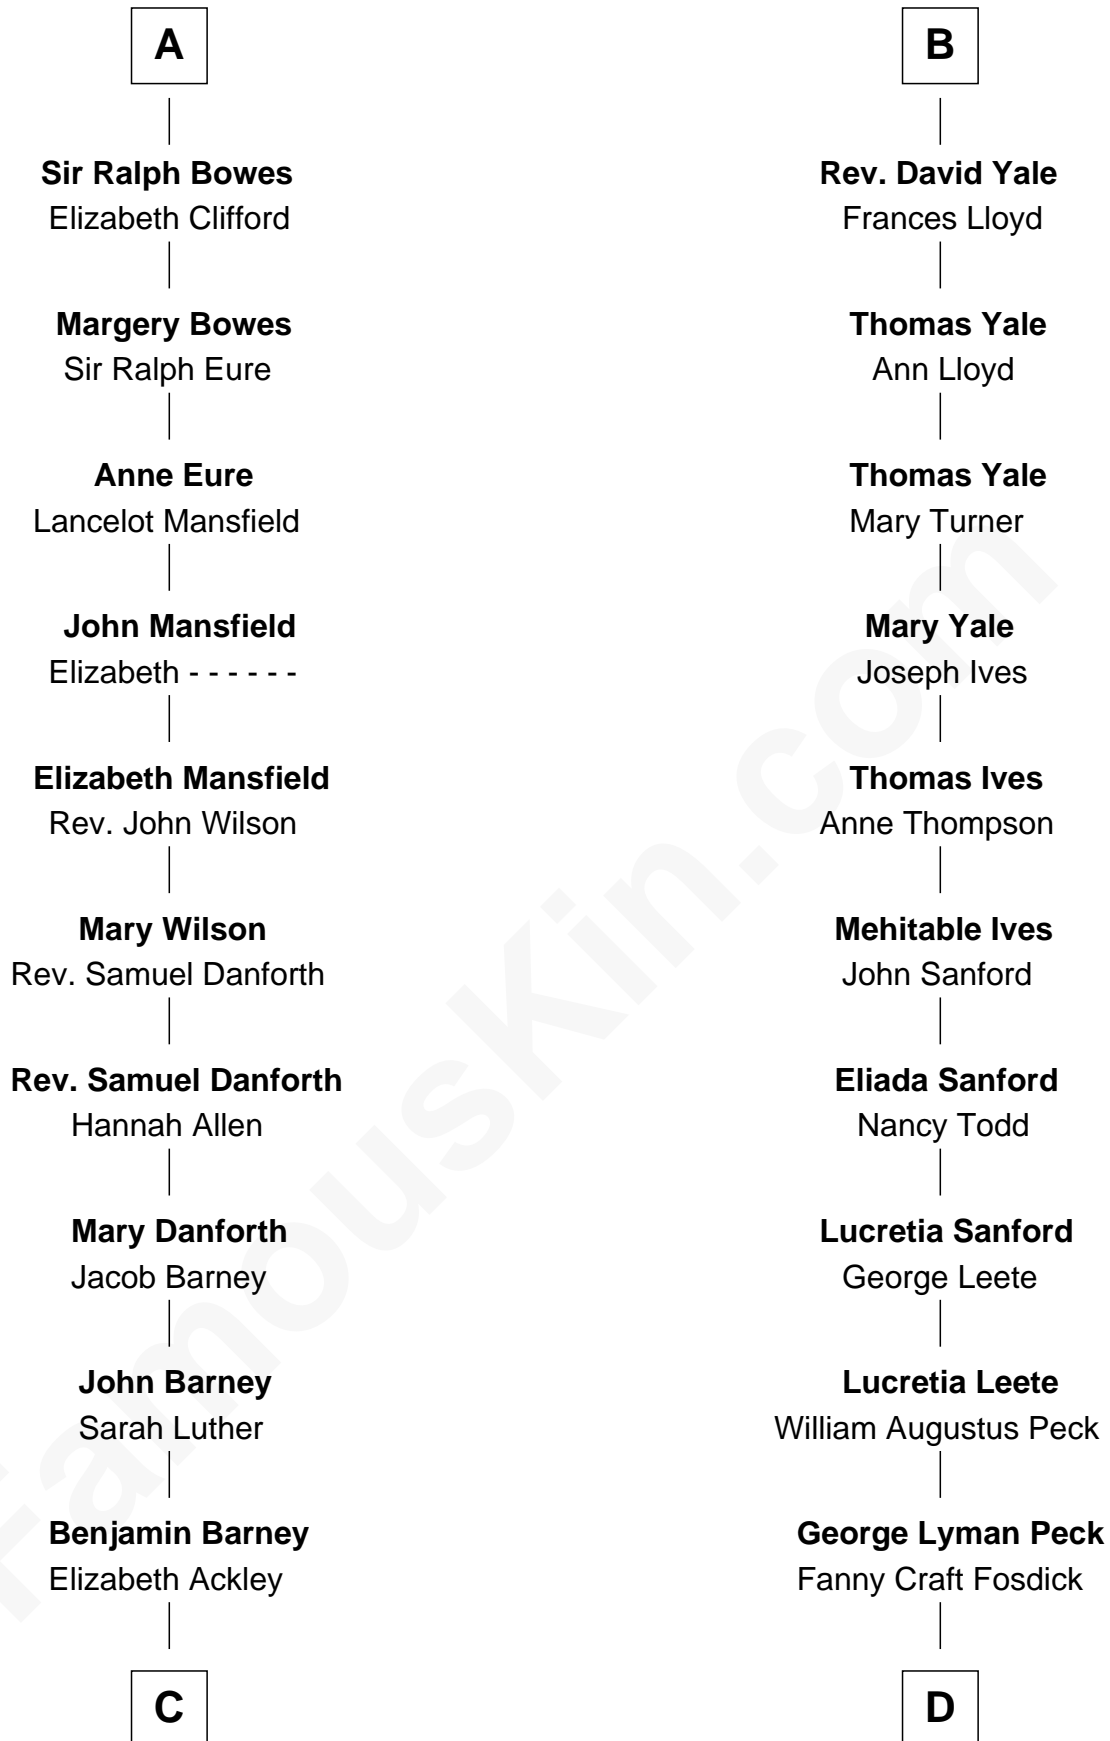 A
Sir Ralph Bowes
Elizabeth Clifford
Margery Bowes
Sir Ralph Eure
Anne Eure
Lancelot Mansfield
John Mansfield
Elizabeth - - - - - -
Elizabeth Mansfield
Rev. John Wilson
Mary Wilson
Rev. Samuel Danforth
Rev. Samuel Danforth
Hannah Allen
Mary Danforth
Jacob Barney
John Barney
Sarah Luther
Benjamin Barney
Elizabeth Ackley
C
B
Rev. David Yale
Frances Lloyd
Thomas Yale
Ann Lloyd
Thomas Yale
Mary Turner
Mary Yale
Joseph Ives
Thomas Ives
Anne Thompson
Mehitable Ives
John Sanford
Eliada Sanford
Nancy Todd
Lucretia Sanford
George Leete
Lucretia Leete
William Augustus Peck
George Lyman Peck
Fanny Craft Fosdick
D
FamousKin.com